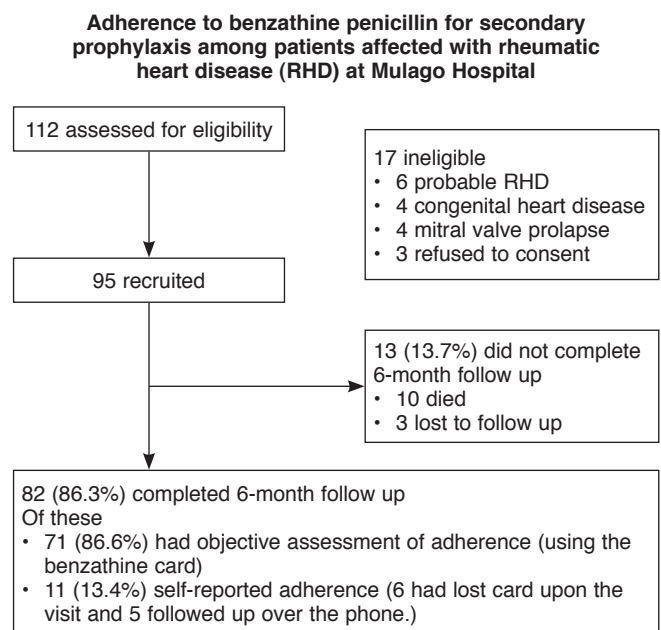 Adherence to benzathine penicillin for secondary
prophylaxis among patients affected with rheumatic
heart disease (RHD) at Mulago Hospital
112 assessed for eligibility
17 ineligible
• 6 probable RHD
• 4 congenital heart disease
• 4 mitral valve prolapse
• 3 refused to consent
95 recruited
13 (13.7%) did not complete
6-month follow up
• 10 died
• 3 lost to follow up
82 (86.3%) completed 6-month follow up
Of these
• 71 (86.6%) had objective assessment of adherence (using the
benzathine card)
• 11 (13.4%) self-reported adherence (6 had lost card upon the
visit and 5 followed up over the phone.)